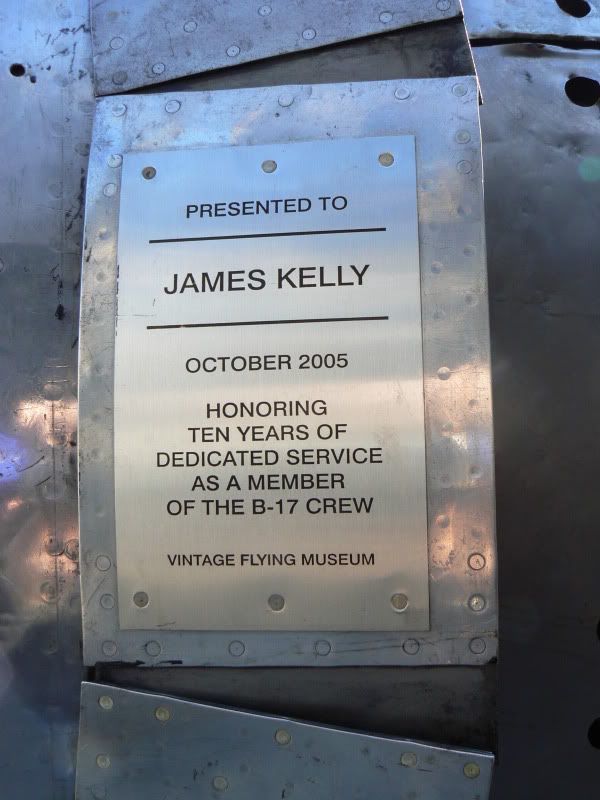 PRESENTED TO
JAMES KELLY
OCTOBER 2005
HONORING
TEN YEARS OF
DEDICATED SERVICE
AS A MEMBER
OF THE B-17 CREW
VINTAGE FLYING MUSEUM